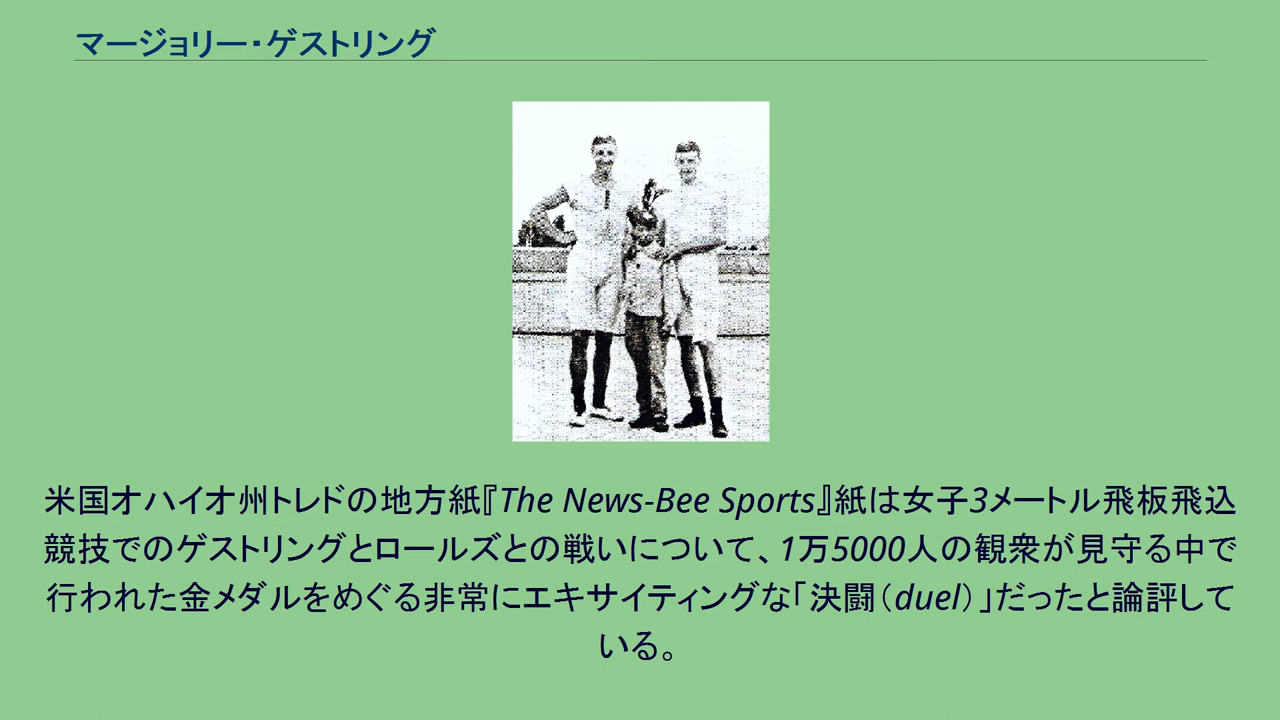 マージョリー・ゲストリング
米国オハイオ州トレドの地方紙『The News-Bee Sports』紙は女子3メートル飛板飛込
競技でのゲストリングとロールズとの戦いについて、1万5000人の観衆が見守る中で
行われた金メダルをめぐる非常にエキサイティングな「決闘（duel）」だったと論評して
いる。